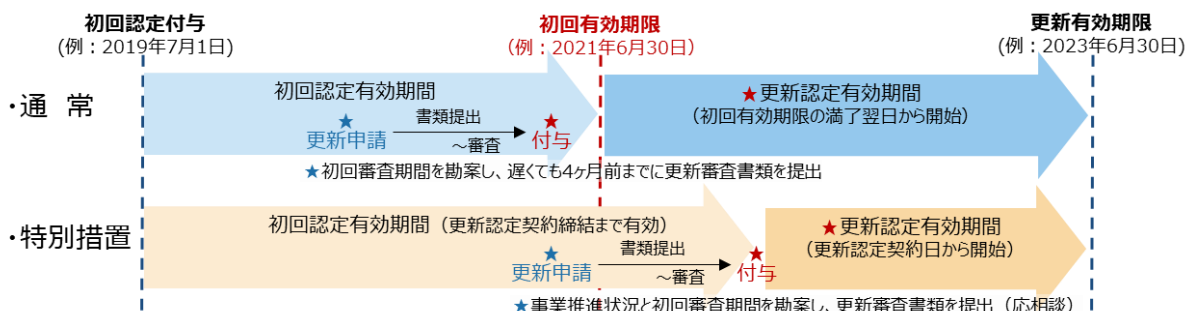 初回認定付与
(例：2019年7月1日)
初回有効期限
(例：2021年6月30日)
更新有効期限
(例：2023年6月30日)
・通　常
初回認定有効期間
★更新認定有効期間
(初回有効期限の満了翌日から開始)
★
更新申請
書類提出
～審査
★
付与
★初回審査期間を勘案し、遅くても4ヶ月前までに更新審査書類を提出
・特別措置
初回認定有効期間（更新認定契約締結まで有効）
★更新認定有効期間
(更新認定契約日から開始)
★
更新申請
書類提出
～審査
★
付与
★事業推進状況と初回審査期間を勘案し、更新審査書類を提出（応相談）